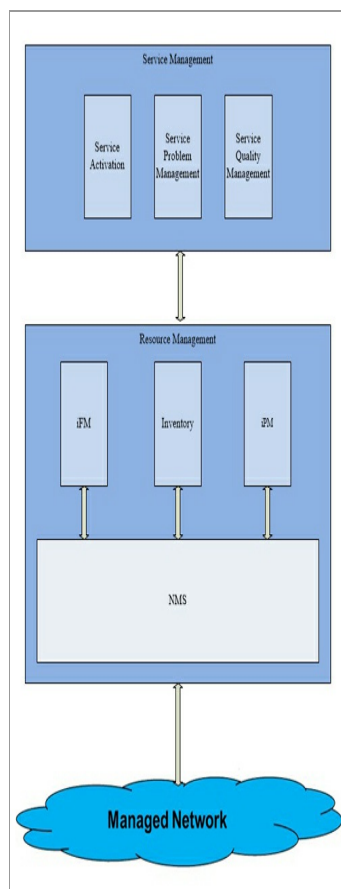 Service Management
Service
Activation
Service
Problem
Management
Service
Quality
Management
Resource Management
iFM
Inventory
iPM
NMS
Managed Network